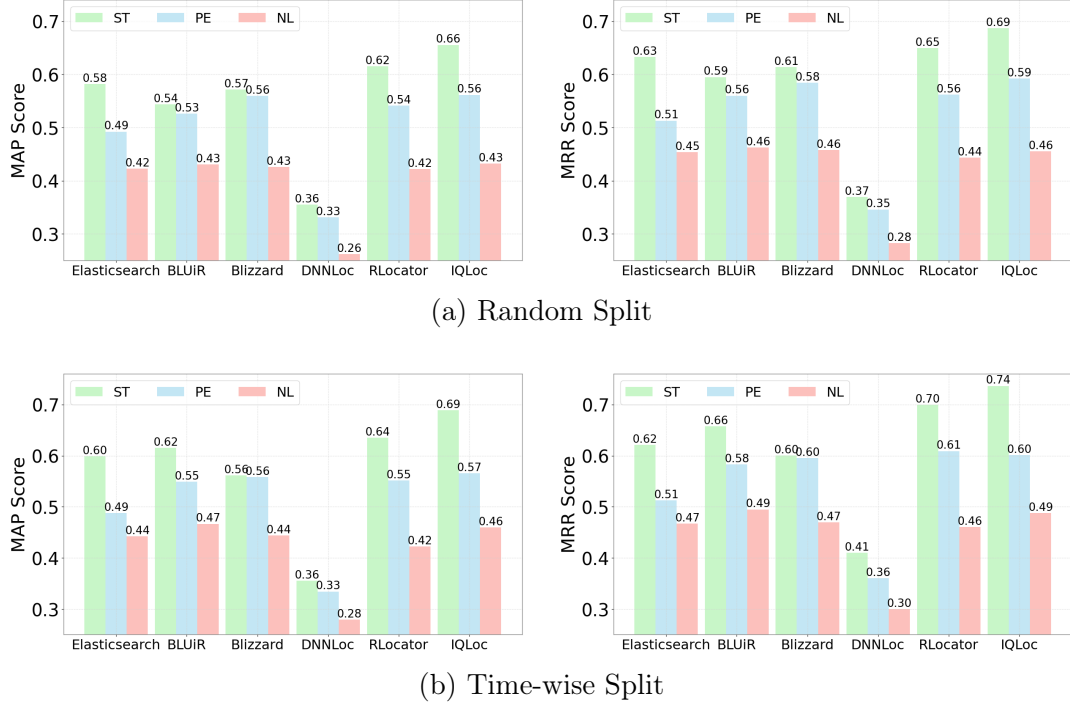 ST PE NL
MAP Score
0.7
0.6
0.5
0.4
0.3
0.58 0.49 0.42
0.54 0.53 0.43
0.57 0.56 0.43
0.36 0.33 0.26
0.62 0.54 0.42
0.66 0.56 0.43
Elasticsearch BLUiR Blizzard DNNLoc RLocator IQLoc
ST PE NL
MRR Score
0.7
0.6
0.5
0.4
0.3
0.63 0.51 0.45
0.59 0.56 0.46
0.61 0.58 0.46
0.37 0.35 0.28
0.65 0.56 0.44
0.69 0.59 0.46
Elasticsearch BLUiR Blizzard DNNLoc RLocator IQLoc
(a) Random Split
ST PE NL
MAP Score
0.7
0.6
0.5
0.4
0.3
0.60 0.49 0.44
0.62 0.55 0.47
0.56 0.56 0.44
0.36 0.33 0.28
0.64 0.55 0.42
0.69 0.57 0.46
Elasticsearch BLUiR Blizzard DNNLoc RLocator IQLoc
ST PE NL
MRR Score
0.7
0.6
0.5
0.4
0.3
0.62 0.51 0.47
0.66 0.58 0.49
0.60 0.60 0.47
0.41 0.36 0.30
0.70 0.61 0.46
0.74 0.60 0.49
Elasticsearch BLUiR Blizzard DNNLoc RLocator IQLoc
(b) Time-wise Split